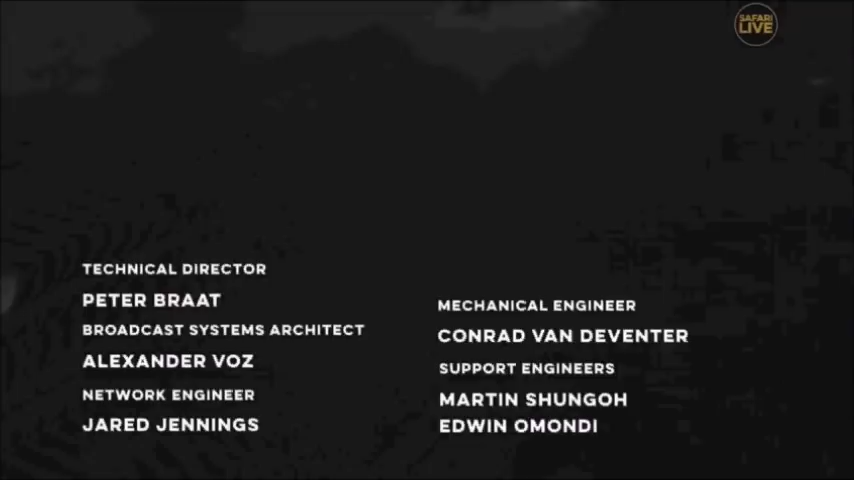 SAFARI
LIVE
TECHNICAL DIRECTOR
PETER BRAAT
BROADCAST SYSTEMS ARCHITECT
ALEXANDER VOZ
NETWORK ENGINEER
JARED JENNINGS
MECHANICAL ENGINEER
CONRAD VAN DEVENTER
SUPPORT ENGINEERS
MARTIN SHUNGOH
EDWIN OMONDI